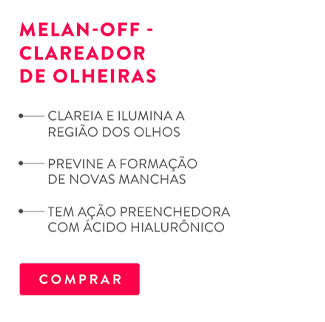 MELAN-OFF -
CLAREADOR
DE OLHEIRAS
CLAREIA E ILUMINA A
REGIÃO DOS OLHOS
PREVINE A FORMAÇÃO
DE NOVAS MANCHAS
TEM AÇÃO PREENCHEDORA
COM ÁCIDO HIALURÔNICO
COMPRAR